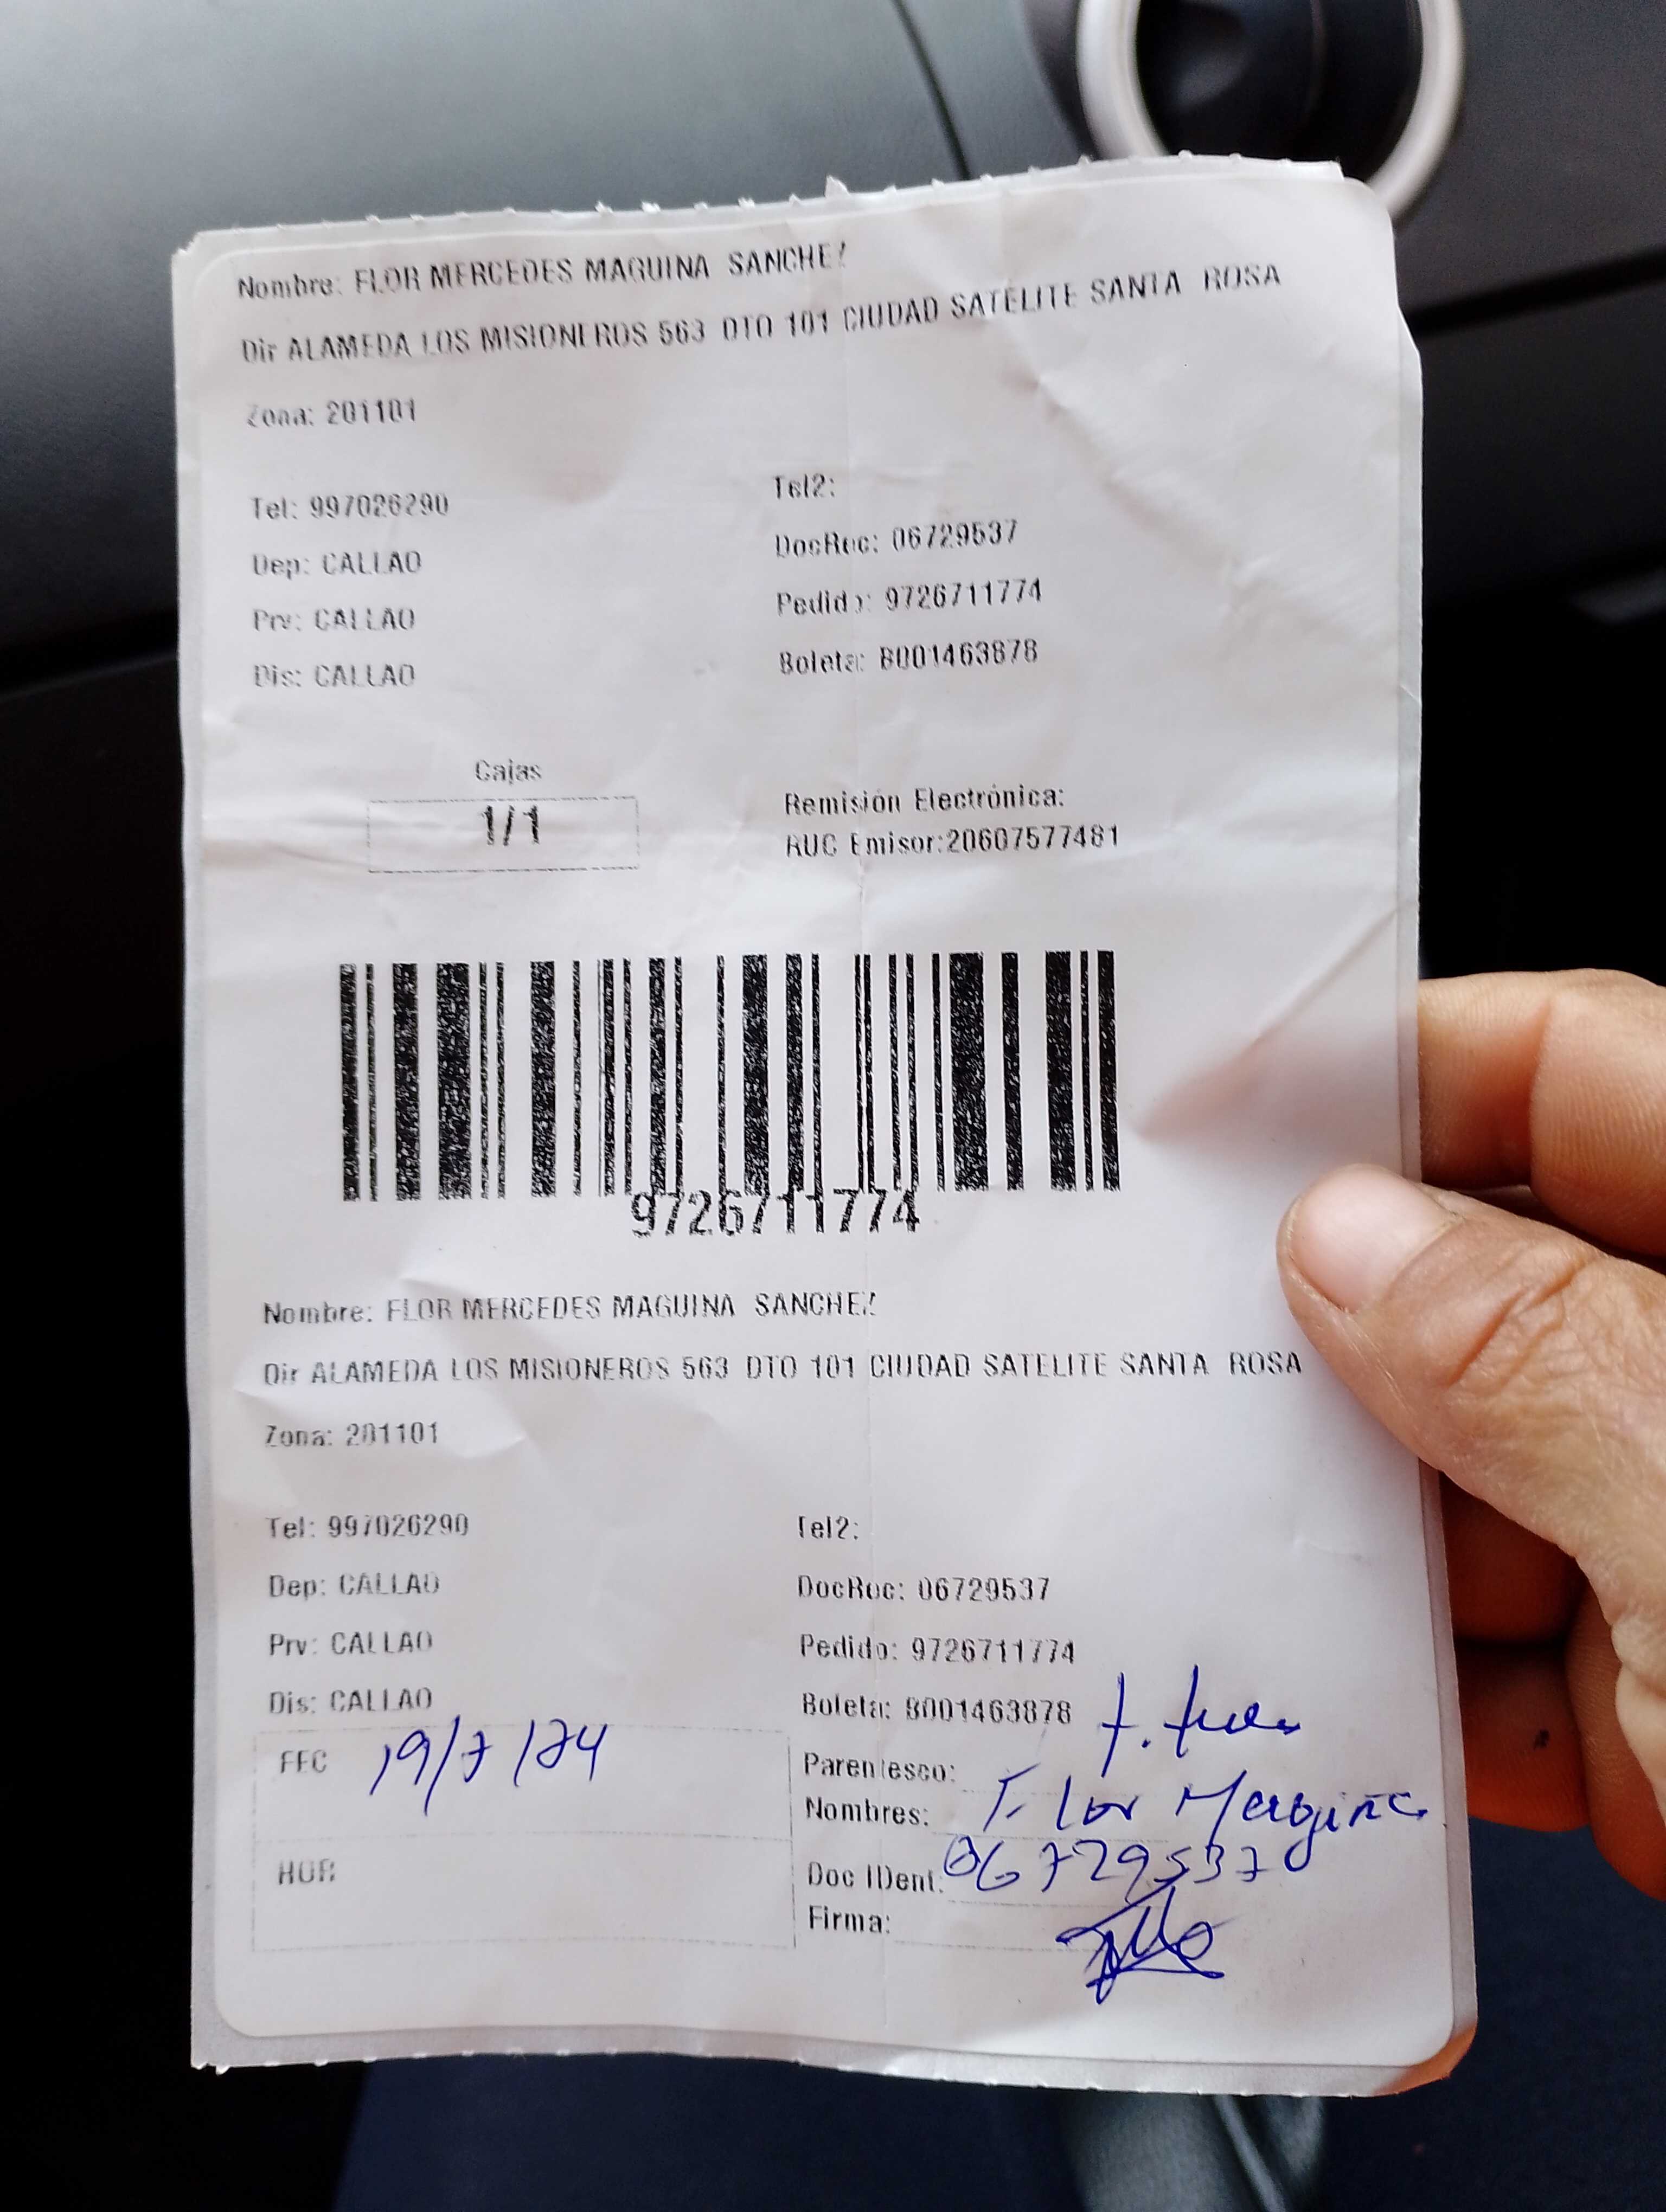 Nombre: FLOR MERCEDES MAGUINA SANCHEZ
Dir ALAMEDA LOS MISIONEROS 563 DTO 101 CIUDAD SATELITE SANTA ROSA
Zona: 201101
Tel: 997026290
Tel2:
Dep: CALLAO
DocRec: 06729537
Prv: CALLAO
Pedido: 9726711774
Dis: CALLAO
Boleta: B001463878
Cajas
1/1
Remisión Electrónica:
RUC Emisor:20607577481
9726711774
Nombre: FLOR MERCEDES MAGUINA SANCHEZ
Dir ALAMEDA LOS MISIONEROS 563 DTO 101 CIUDAD SATELITE SANTA ROSA
Zona: 201101
Tel: 997026290
Tel2:
Dep: CALLAO
DocRec: 06729537
Prv: CALLAO
Pedido: 9726711774
Dis: CALLAO
Boleta: B001463878
FEC 19/7/24
Parentesco:
Nombres: Flor Maguiña
HOR
Doc IDent: 06729537
Firma: